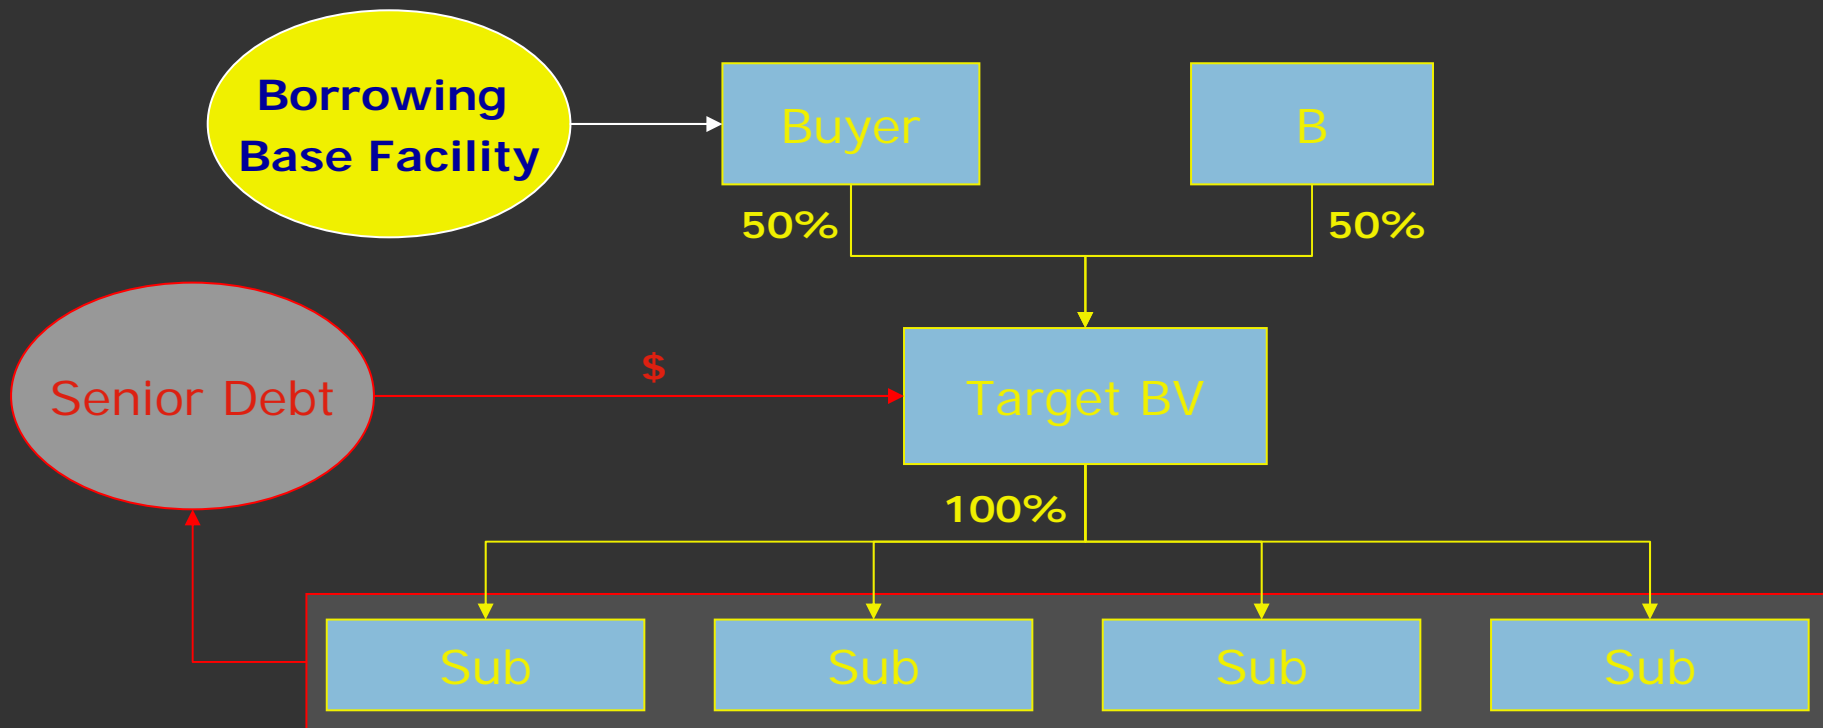 Borrowing
Base Facility
Buyer
B
50%
50%
Senior Debt
$
Target BV
100%
Sub
Sub
Sub
Sub